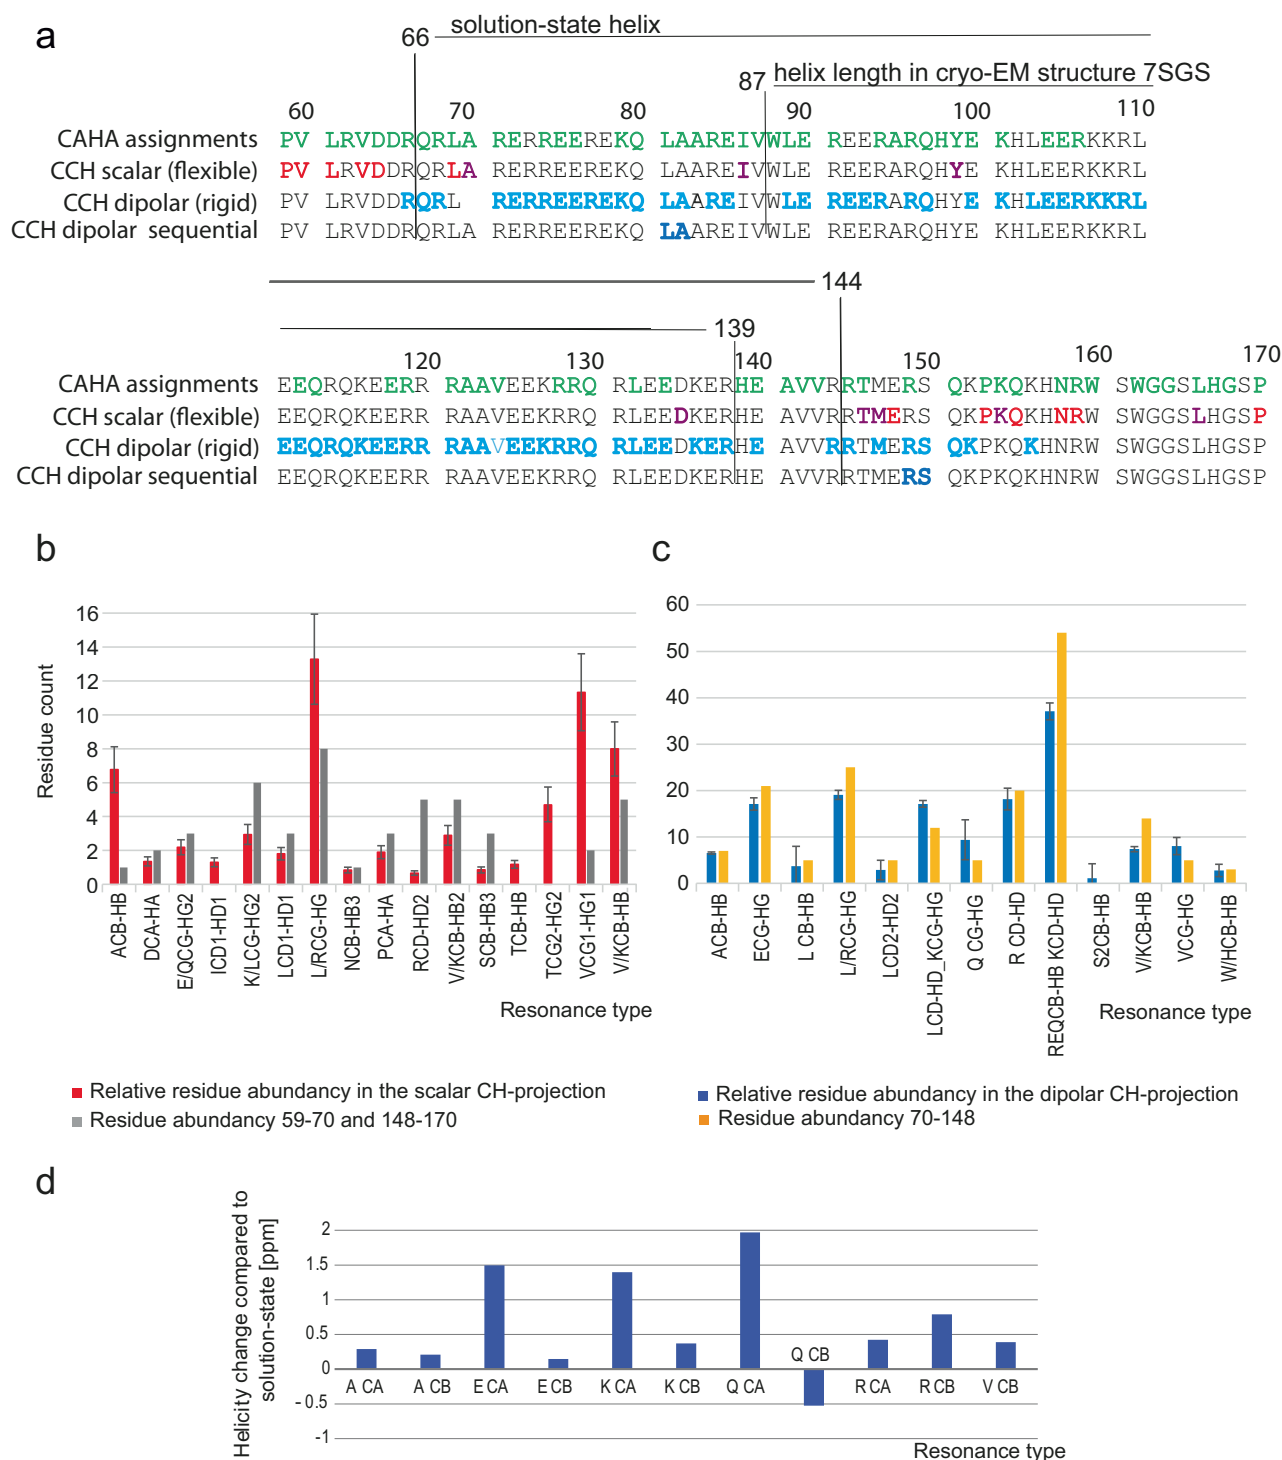 a
66 solution-state helix
87 helix length in cryo-EM structure 7SGS
60 70 80 90 100 110
CAHA assignments PV LRVDDRQRLA RERREEREKQ LAAREIVWLE REERARQHYE KHLEERKKRL
CCH scalar (flexible) PV LRVDDRQRLA RERREEREKQ LAAREIVWLE REERARQHYE KHLEERKKRL
CCH dipolar (rigid) PV LRVDDRQRL RERREEREKQ LAAREIVWLE REERARQHYE KHLEERKKRL
CCH dipolar sequential PV LRVDDRQRLA RERREEREKQ LAAREIVWLE REERARQHYE KHLEERKKRL
144
139
120 130 140 150 160 170
CAHA assignments EEQRQKEERR RAAVEEKRRQ RLEEDKERHE AVVRRTMERS QKPKQKHNRW SWGGSLHGSP
CCH scalar (flexible) EEQRQKEERR RAAVEEKRRQ RLEEDKERHE AVVRRTMERS QKPKQKHNRW SWGGSLHGSP
CCH dipolar (rigid) EEQRQKEERR RAAVEEKRRQ RLEEDKERHE AVVRRTMERS QKPKQKHNRW SWGGSLHGSP
CCH dipolar sequential EEQRQKEERR RAAVEEKRRQ RLEEDKERHE AVVRRTMERS QKPKQKHNRW SWGGSLHGSP
b
Residue count
16
14
12
10
8
6
4
2
0
ACB-HB
DCA-HA
E/QCG-HG2
ICD1-HD1
K/LCG-HG2
LCD1-HD1
L/RCG-HG
NCB-HB3
PCA-HA
RCD-HD2
V/KCB-HB2
SCB-HB3
TCB-HB
TCG2-HG2
VCG1-HG1
V/KCB-HB
Resonance type
Relative residue abundancy in the scalar CH-projection
Residue abundancy 59-70 and 148-170
c
60
50
40
30
20
10
0
ACB-HB
ECG-HG
L CB-HB
L/RCG-HG
LCD2-HD2
LCD-HD_KCG-HG
Q CG-HG
R CD-HD
REQCB-HB KCD-HD
S2CB-HB
V/KCB-HB
VCG-HG
W/HCB-HB
Resonance type
Relative residue abundancy in the dipolar CH-projection
Residue abundancy 70-148
d
Helicity change compared to
solution-state [ppm]
2
1.5
1
0.5
0
-0.5
-1
A CA
A CB
E CA
E CB
K CA
K CB
Q CA
Q CB
R CA
R CB
V CB
Resonance type